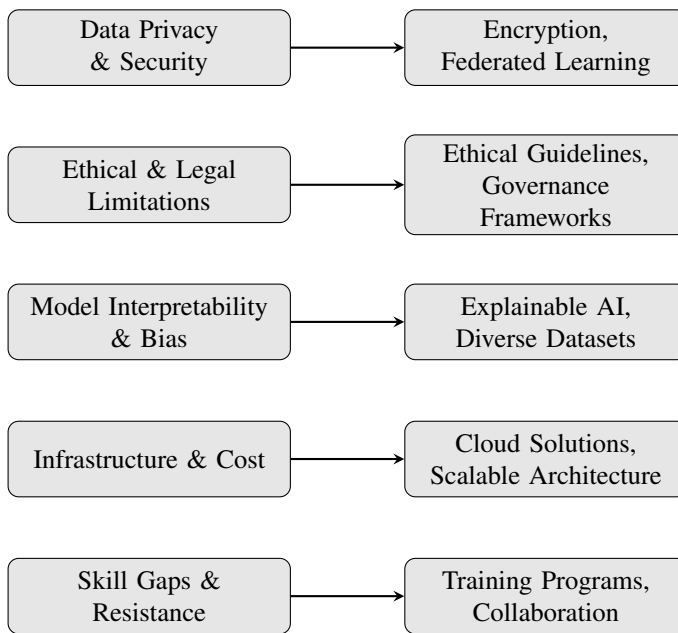 Data Privacy
& Security
Encryption,
Federated Learning
Ethical & Legal
Limitations
Ethical Guidelines,
Governance
Frameworks
Model Interpretability
& Bias
Explainable AI,
Diverse Datasets
Infrastructure & Cost
Cloud Solutions,
Scalable Architecture
Skill Gaps &
Resistance
Training Programs,
Collaboration